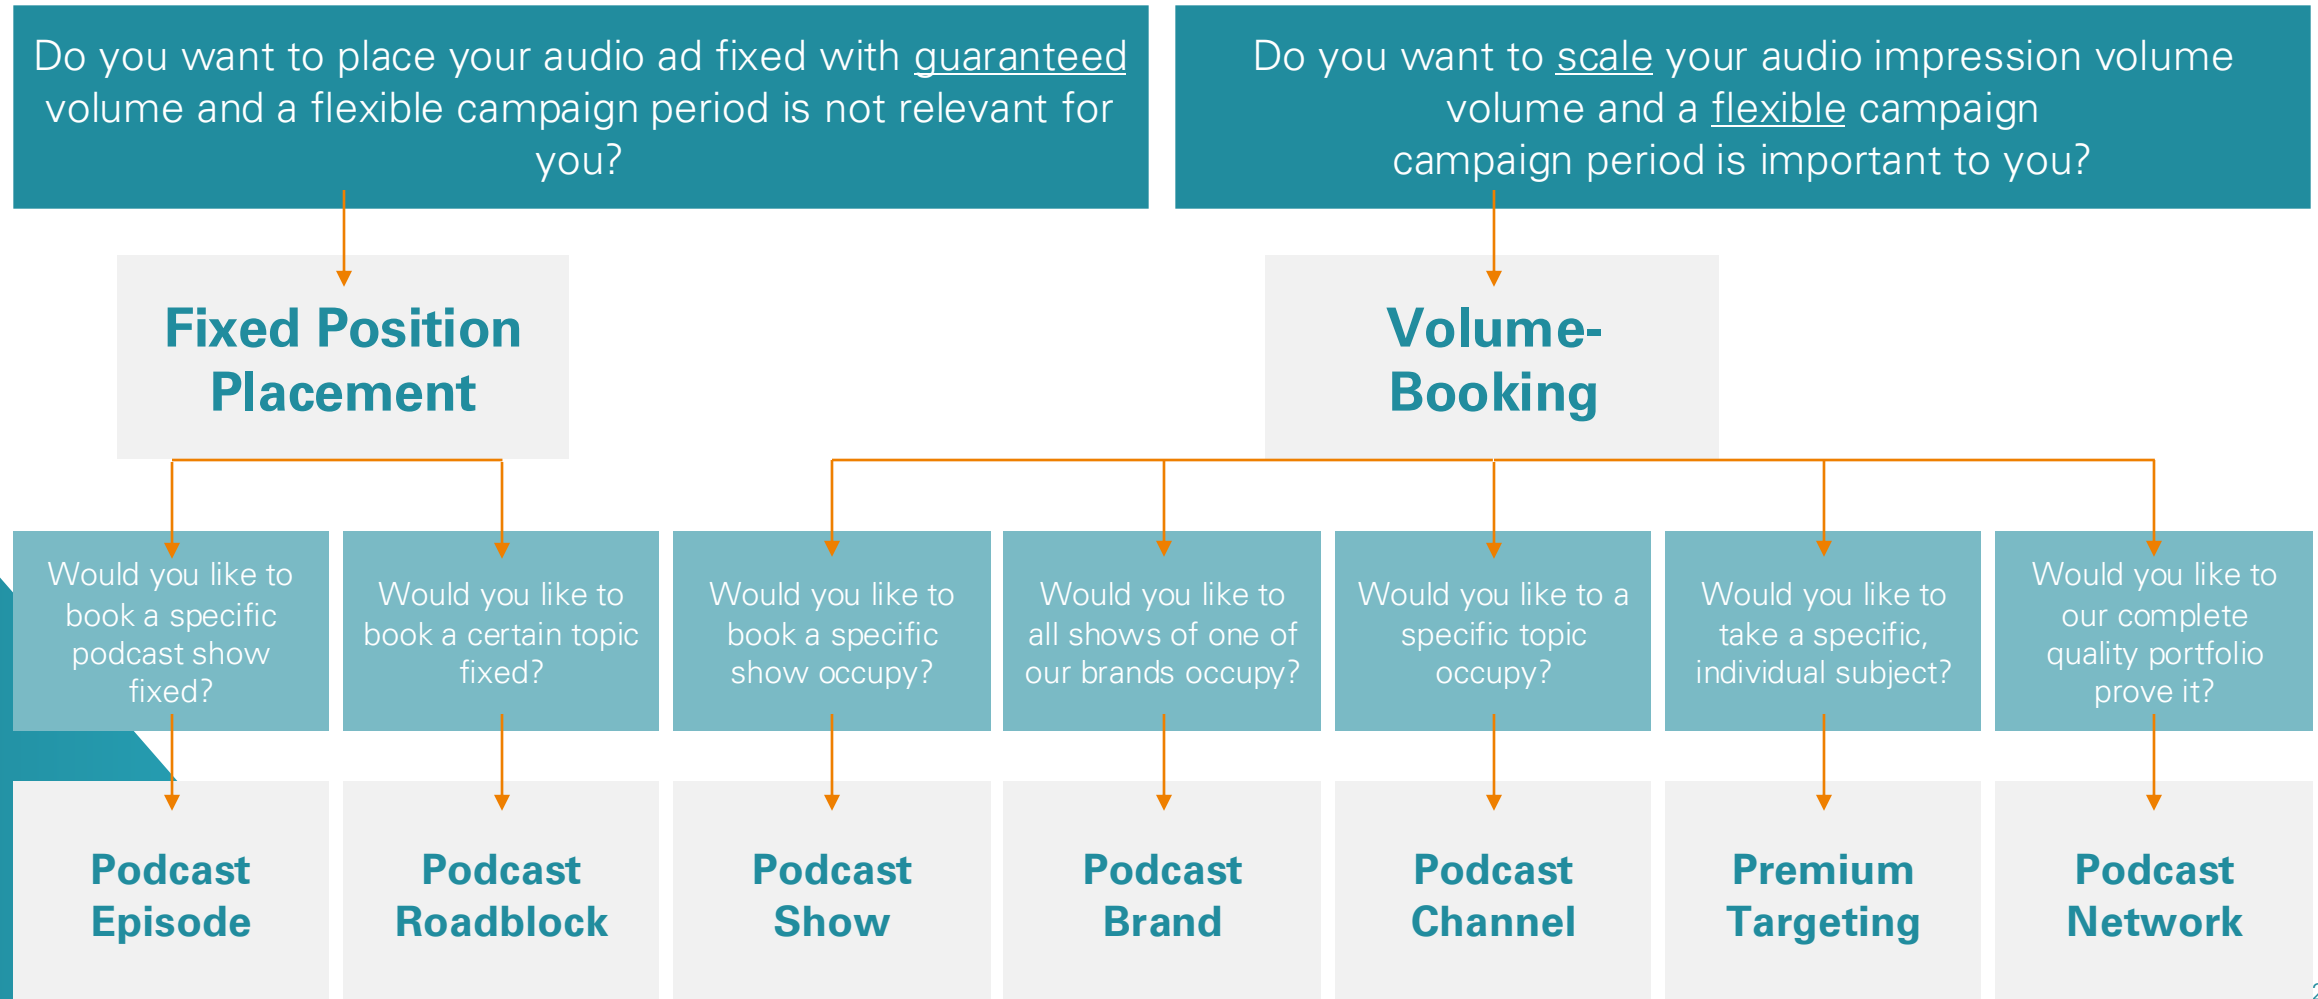 Do you want to place your audio ad fixed with guaranteed
volume and a flexible campaign period is not relevant for
you?
Do you want to scale your audio impression volume
volume and a flexible campaign
campaign period is important to you?
Fixed Position
Placement
Volume-
Booking
Would you like to
book a specific
podcast show
fixed?
Would you like to
book a certain topic
fixed?
Would you like to
book a specific
show occupy?
Would you like to
all shows of one of
our brands occupy?
Would you like to a
specific topic
occupy?
Would you like to
take a specific,
individual subject?
Would you like to
our complete
quality portfolio
prove it?
Podcast
Episode
Podcast
Roadblock
Podcast
Show
Podcast
Brand
Podcast
Channel
Premium
Targeting
Podcast
Network